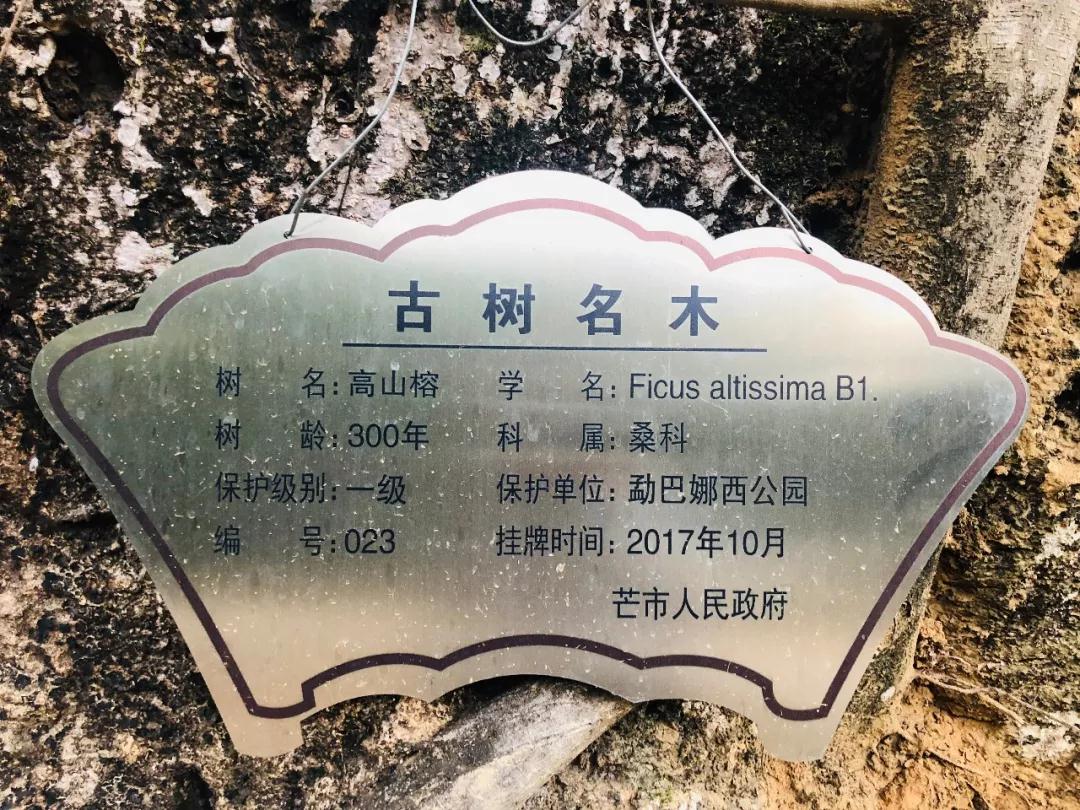 古树名木
树 名:高山榕 学 名:Ficus altissima B1.
树 龄:300年 科 属:桑科
保护级别:一级 保护单位:勐巴娜西公园
编 号:023 挂牌时间:2017年10月
芒市人民政府